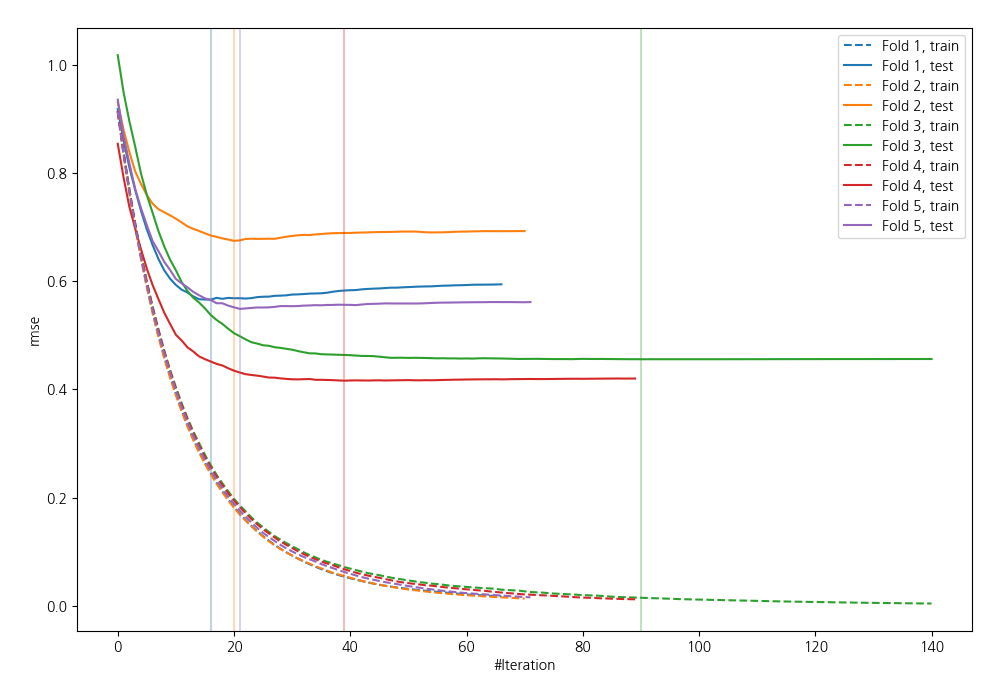 1.0
0.8
0.6
0.4
0.2
0.0
rmse
0 20 40 60 80 100 120 140
#Iteration
Fold 1, train
Fold 1, test
Fold 2, train
Fold 2, test
Fold 3, train
Fold 3, test
Fold 4, train
Fold 4, test
Fold 5, train
Fold 5, test